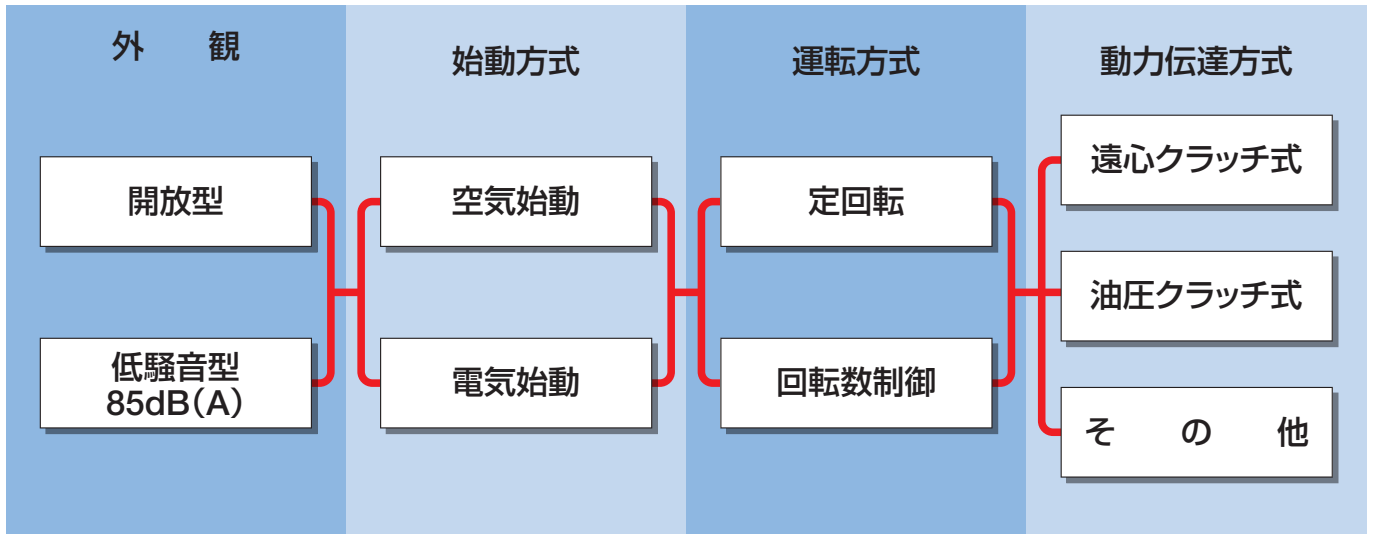 外　観
始動方式
運転方式
動力伝達方式
開放型
低騒音型
85dB(A)
空気始動
電気始動
定回転
回転数制御
遠心クラッチ式
油圧クラッチ式
そ　の　他